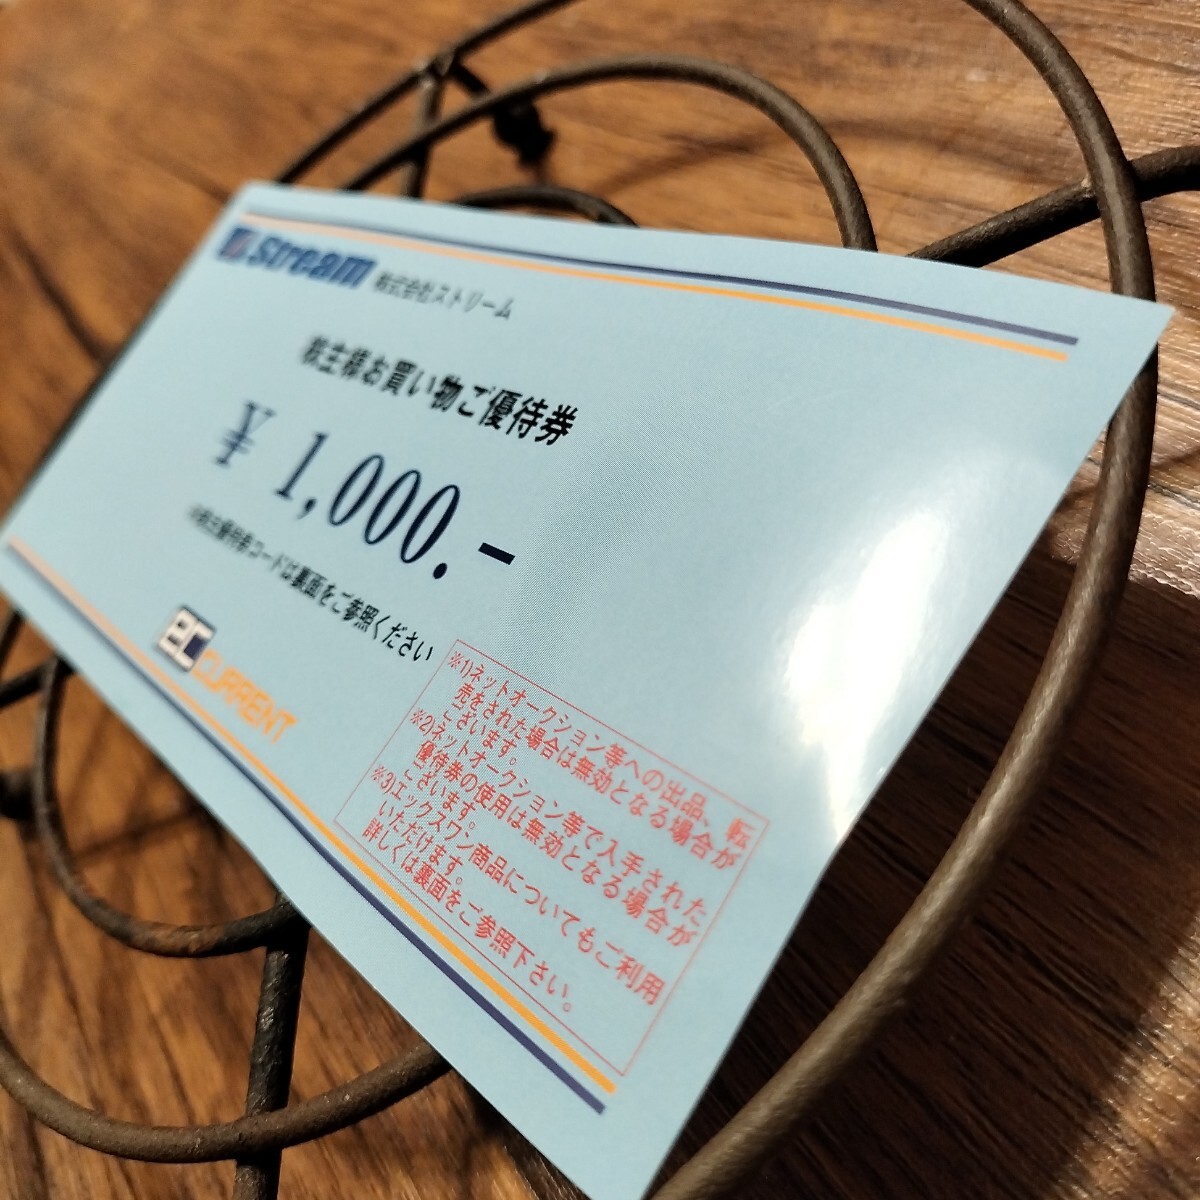 Stream 株式会社ストリーム
株主様お買い物ご優待券
¥ 1,000.-
※株主優待券コードは裏面をご参照ください
EC CURRENT
※1)ネットオークション等への出品、転
売をされた場合は無効となる場合が
ございます。
※2)ネットオークション等で入手された
優待券の使用は無効となる場合が
ございます。
※3)エックスワン商品についてもご利用
いただけます。
詳しくは裏面をご参照下さい。